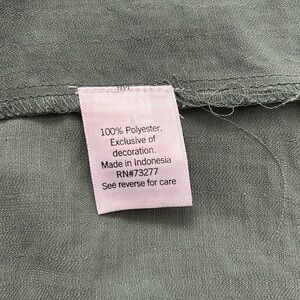 100% Polyester.
Exclusive of
decoration.
Made in Indonesia
RN#73277
See reverse for care